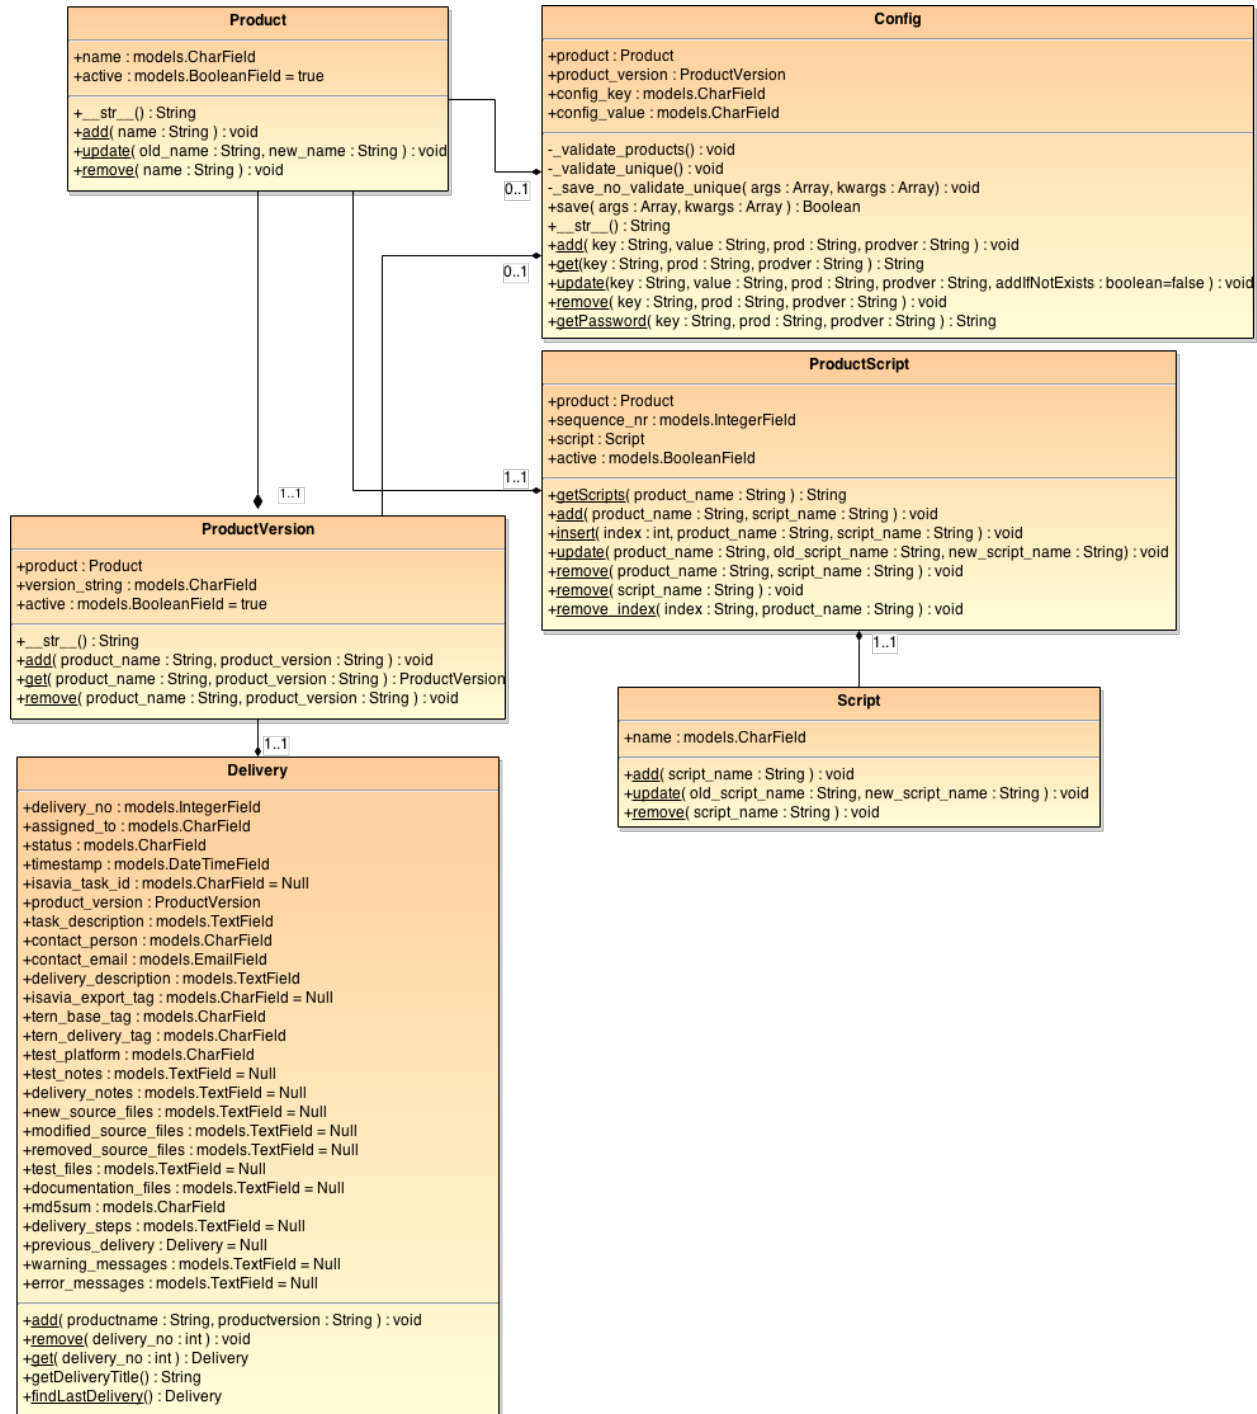 Product
+name : models.CharField
+active : models.BooleanField = true
+__str__() : String
+add( name : String ) : void
+update( old_name : String, new_name : String ) : void
+remove( name : String ) : void
Config
+product : Product
+product_version : ProductVersion
+config_key : models.CharField
+config_value : models.CharField
-_validate_products() : void
-_validate_unique() : void
-_save_no_validate_unique( args : Array, kwargs : Array) : void
+save( args : Array, kwargs : Array ) : Boolean
+__str__() : String
+add( key : String, value : String, prod : String, prodver : String ) : void
+get(key : String, prod : String, prodver : String ) : String
+update(key : String, value : String, prod : String, prodver : String, addIfNotExists : boolean=false ) : void
+remove( key : String, prod : String, prodver : String ) : void
+getPassword( key : String, prod : String, prodver : String ) : String
0..1
0..1
ProductScript
+product : Product
+sequence_nr : models.IntegerField
+script : Script
+active : models.BooleanField
+getScripts( product_name : String ) : String
+add( product_name : String, script_name : String ) : void
+insert( index : int, product_name : String, script_name : String ) : void
+update( product_name : String, old_script_name : String, new_script_name : String) : void
+remove( product_name : String, script_name : String ) : void
+remove( script_name : String ) : void
+remove_index( index : String, product_name : String ) : void
1..1
1..1
ProductVersion
+product : Product
+version_string : models.CharField
+active : models.BooleanField = true
+__str__() : String
+add( product_name : String, product_version : String ) : void
+get( product_name : String, product_version : String ) : ProductVersion
+remove( product_name : String, product_version : String ) : void
1..1
Script
+name : models.CharField
+add( script_name : String ) : void
+update( old_script_name : String, new_script_name : String ) : void
+remove( script_name : String ) : void
1..1
Delivery
+delivery_no : models.IntegerField
+assigned_to : models.CharField
+status : models.CharField
+timestamp : models.DateTimeField
+isavia_task_id : models.CharField = Null
+product_version : ProductVersion
+task_description : models.TextField
+contact_person : models.CharField
+contact_email : models.EmailField
+delivery_description : models.TextField
+isavia_export_tag : models.CharField = Null
+tern_base_tag : models.CharField
+tern_delivery_tag : models.CharField
+test_platform : models.CharField
+test_notes : models.TextField = Null
+delivery_notes : models.TextField = Null
+new_source_files : models.TextField = Null
+modified_source_files : models.TextField = Null
+removed_source_files : models.TextField = Null
+test_files : models.TextField = Null
+documentation_files : models.TextField = Null
+md5sum : models.CharField
+delivery_steps : models.TextField = Null
+previous_delivery : Delivery = Null
+warning_messages : models.TextField = Null
+error_messages : models.TextField = Null
+add( productname : String, productversion : String ) : void
+remove( delivery_no : int ) : void
+get( delivery_no : int ) : Delivery
+getDeliveryTitle() : String
+findLastDelivery() : Delivery